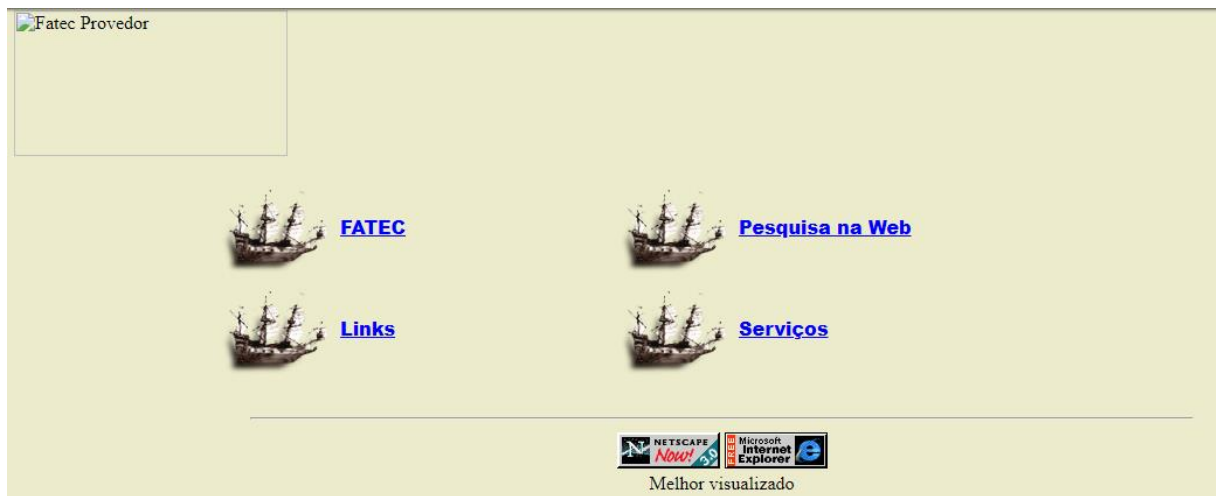 Fatec Provedor
FATEC
Pesquisa na Web
Links
Serviços
N NETSCAPE
Now! 3.0
FREE
Microsoft
Internet
Explorer
Melhor visualizado